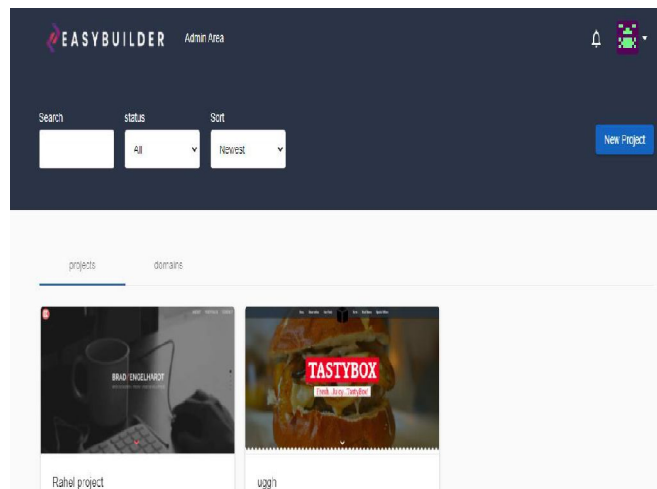 EASYBUILDER Admin Area
Search status Sort
All Newest
New Project
projects domains
BRAD ENGELHARDT
TASTYBOX
Rahel project uggh